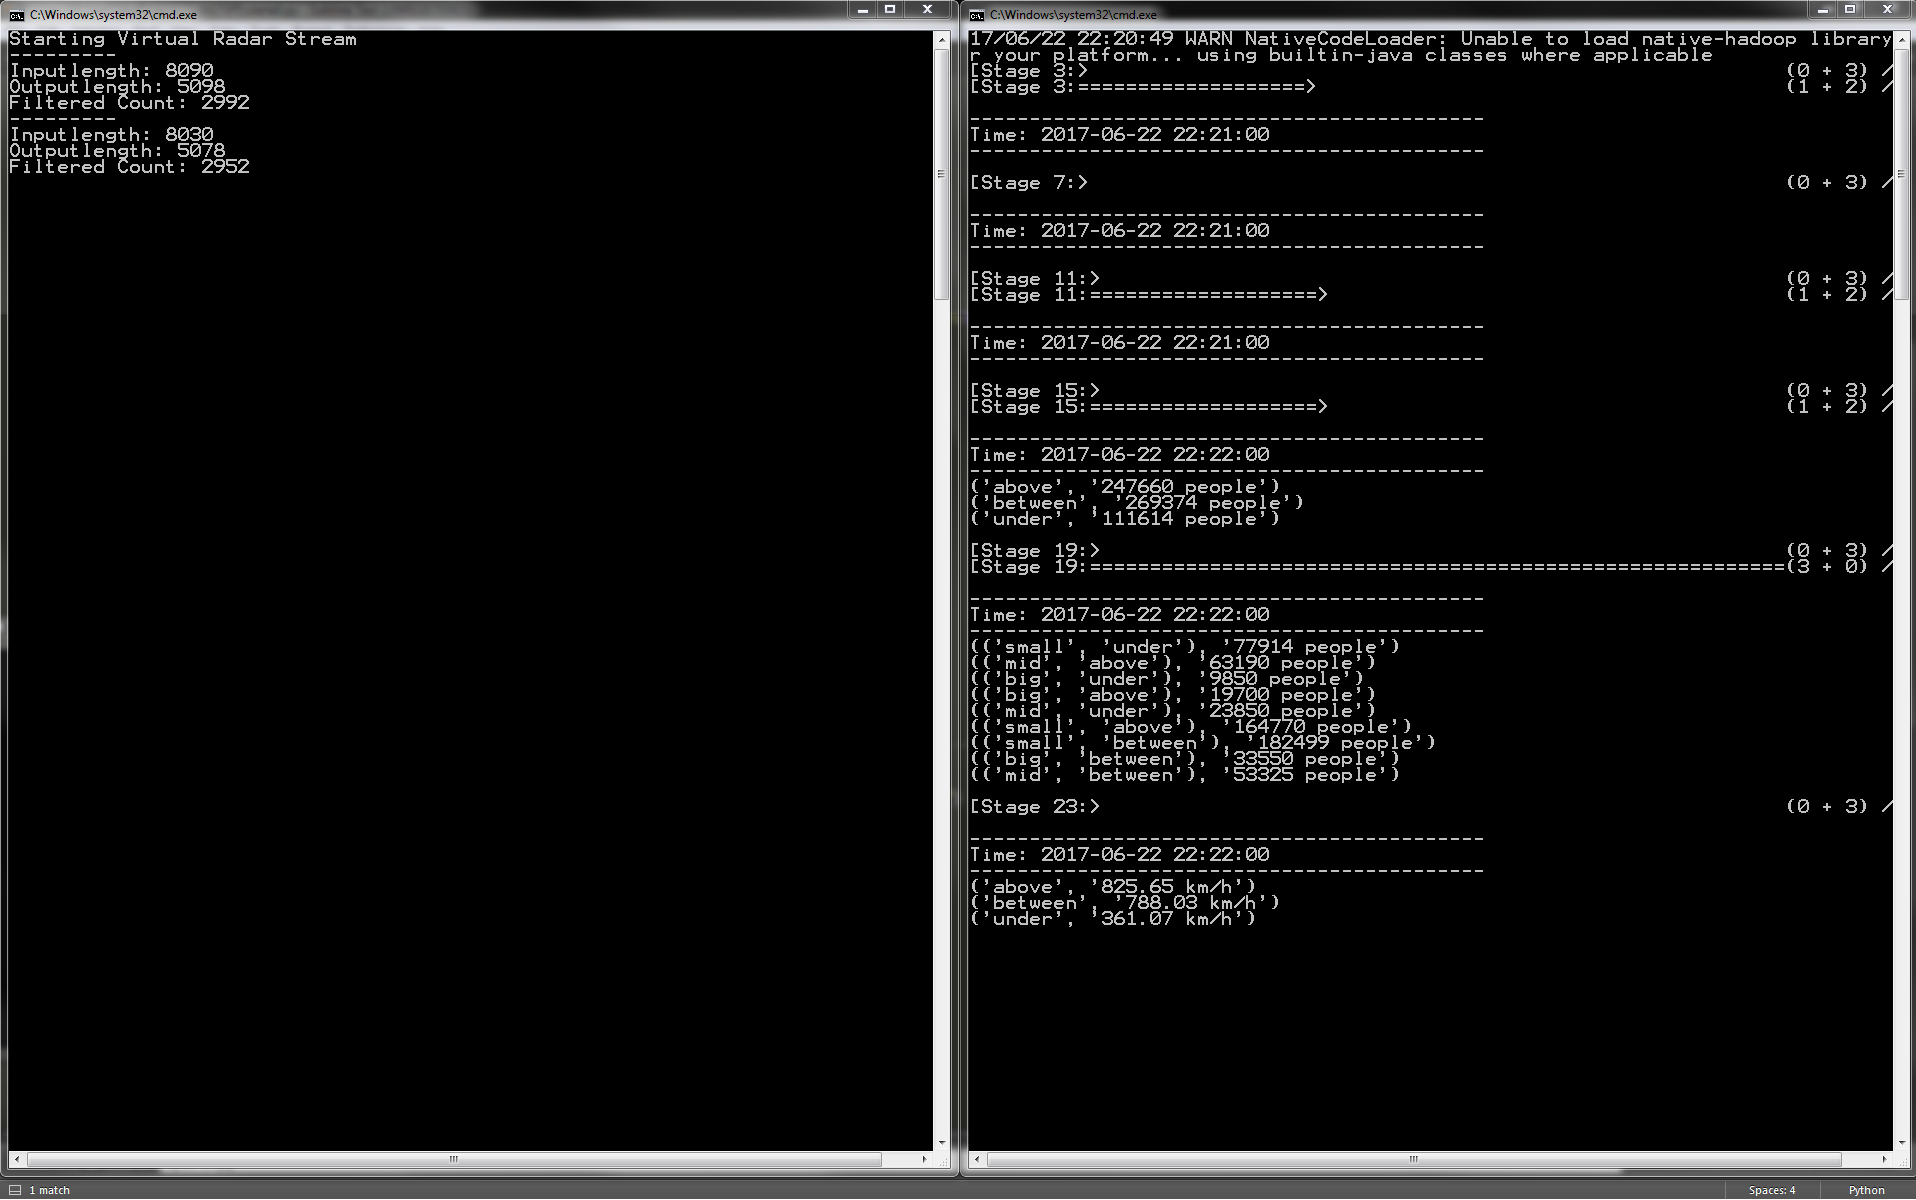 C:\Windows\system32\cmd.exe
Starting Virtual Radar Stream
---------
Inputlength: 8090
Outputlength: 5098
Filtered Count: 2992
---------
Inputlength: 8030
Outputlength: 5078
Filtered Count: 2952
C:\Windows\system32\cmd.exe
17/06/22 22:20:49 WARN NativeCodeLoader: Unable to load native-hadoop library
r your platform... using builtin-java classes where applicable
[Stage 3:> (0 + 3) /
[Stage 3:===================> (1 + 2) /
-------------------------------------------
Time: 2017-06-22 22:21:00
-------------------------------------------
[Stage 7:> (0 + 3) /
-------------------------------------------
Time: 2017-06-22 22:21:00
-------------------------------------------
[Stage 11:> (0 + 3) /
[Stage 11:===================> (1 + 2) /
-------------------------------------------
Time: 2017-06-22 22:21:00
-------------------------------------------
[Stage 15:> (0 + 3) /
[Stage 15:===================> (1 + 2) /
-------------------------------------------
Time: 2017-06-22 22:22:00
-------------------------------------------
('above', '247660 people')
('between', '269374 people')
('under', '111614 people')
[Stage 19:> (0 + 3) /
[Stage 19:==========================================================(3 + 0) /
-------------------------------------------
Time: 2017-06-22 22:22:00
-------------------------------------------
(('small', 'under'), '77914 people')
(('mid', 'above'), '63190 people')
(('big', 'under'), '9850 people')
(('big', 'above'), '19700 people')
(('mid', 'under'), '23850 people')
(('small', 'above'), '164770 people')
(('small', 'between'), '182499 people')
(('big', 'between'), '33550 people')
(('mid', 'between'), '53325 people')
[Stage 23:> (0 + 3) /
-------------------------------------------
Time: 2017-06-22 22:22:00
-------------------------------------------
('above', '825.65 km/h')
('between', '788.03 km/h')
('under', '361.07 km/h')
1 match
Spaces: 4
Python